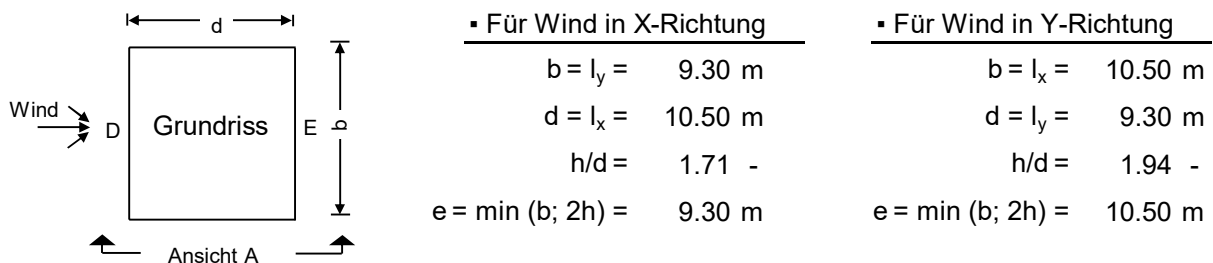 d
Wind
D
Grundriss
E
b
Ansicht A
▪ Für Wind in X-Richtung
b = l_y = 9.30 m
d = l_x = 10.50 m
h/d = 1.71 -
e = min (b; 2h) = 9.30 m
▪ Für Wind in Y-Richtung
b = l_x = 10.50 m
d = l_y = 9.30 m
h/d = 1.94 -
e = min (b; 2h) = 10.50 m